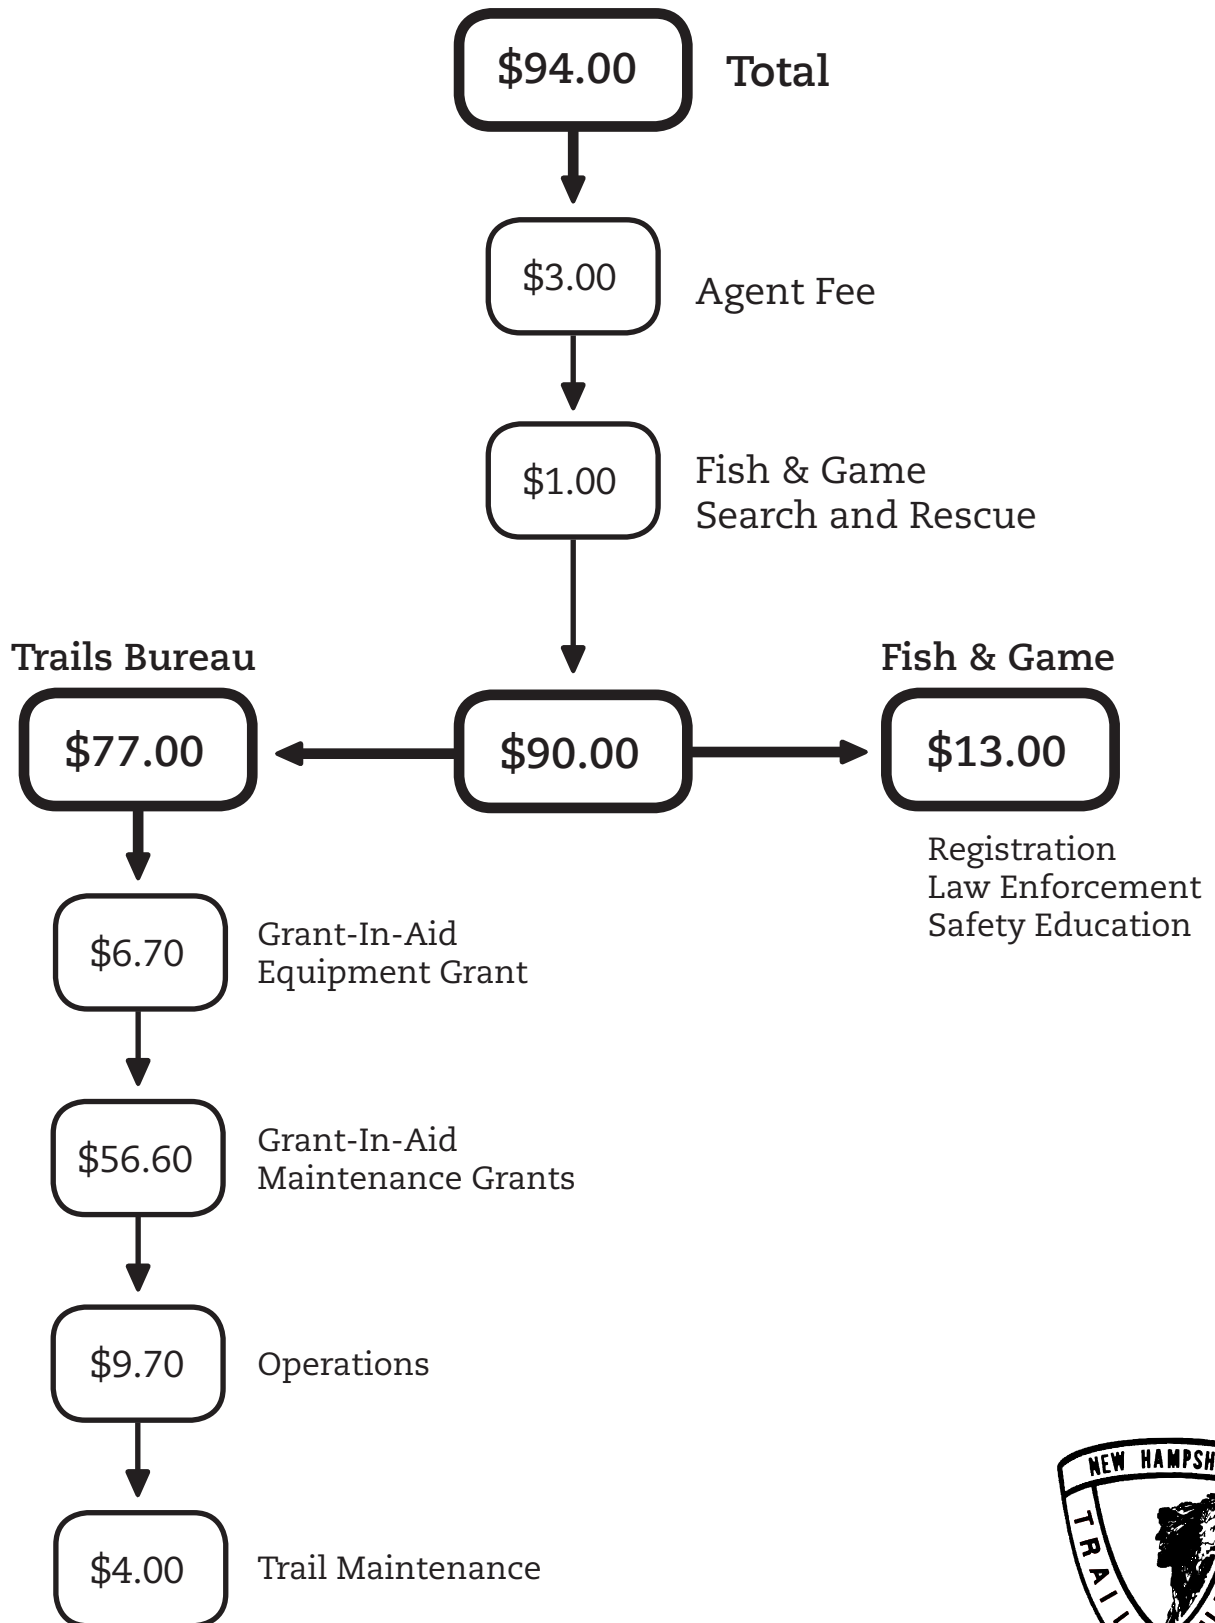 $94.00 Total
$3.00 Agent Fee
$1.00 Fish & Game
Search and Rescue
Trails Bureau
$77.00
$90.00
Fish & Game
$13.00
Registration
Law Enforcement
Safety Education
$6.70 Grant-In-Aid
Equipment Grant
$56.60 Grant-In-Aid
Maintenance Grants
$9.70 Operations
$4.00 Trail Maintenance
NEW HAMPSH
TRAIL